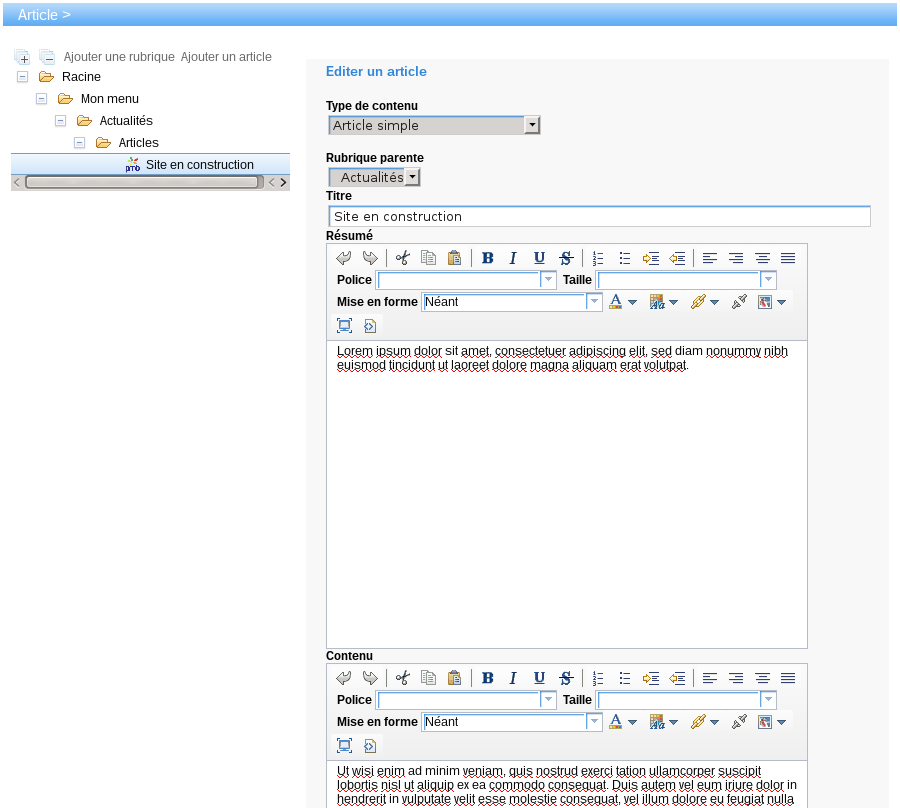 Article >
Ajouter une rubrique Ajouter un article
Racine
Mon menu
Actualités
Articles
pmb Site en construction
Editer un article
Type de contenu
Article simple
Rubrique parente
Actualités
Titre
Site en construction
Résumé
B I U S
Police Taille
Mise en forme Néant A
Lorem ipsum dolor sit amet, consectetuer adipiscing elit, sed diam nonummy nibh
euismod tincidunt ut laoreet dolore magna aliquam erat volutpat.
Contenu
B I U S
Police Taille
Mise en forme Néant A
Ut wisi enim ad minim veniam, quis nostrud exerci tation ullamcorper suscipit
lobortis nisl ut aliquip ex ea commodo consequat. Duis autem vel eum iriure dolor in
hendrerit in vulputate velit esse molestie consequat, vel illum dolore eu feugiat nulla